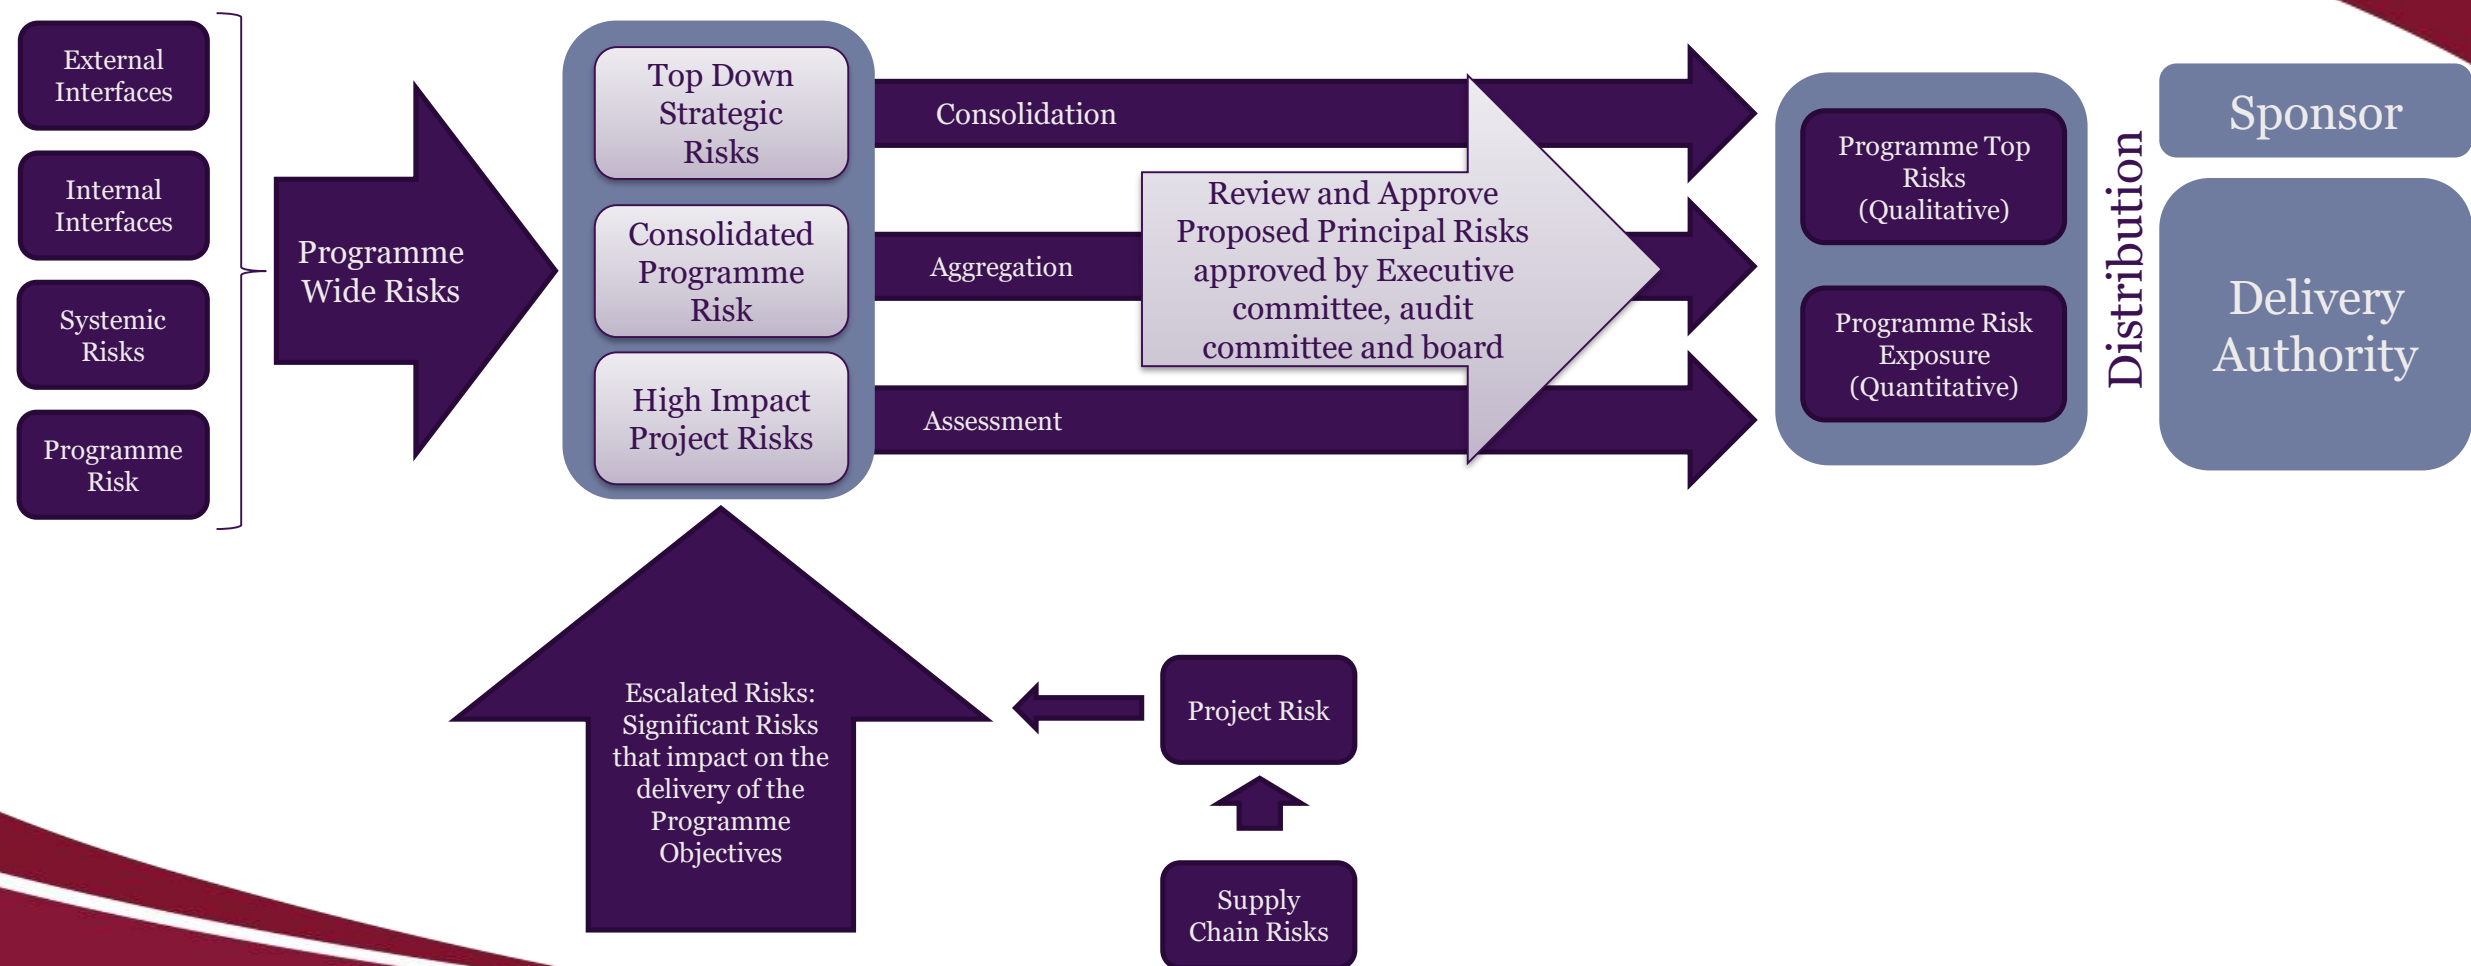 External
Interfaces
Internal
Interfaces
Systemic
Risks
Programme
Risk
Programme
Wide Risks
Top Down
Strategic
Risks
Consolidated
Programme
Risk
High Impact
Project Risks
Consolidation
Aggregation
Assessment
Review and Approve
Proposed Principal Risks
approved by Executive
committee, audit
committee and board
Programme Top
Risks
(Qualitative)
Programme Risk
Exposure
(Quantitative)
Distribution
Sponsor
Delivery
Authority
Escalated Risks:
Significant Risks
that impact on the
delivery of the
Programme
Objectives
Project Risk
Supply
Chain Risks